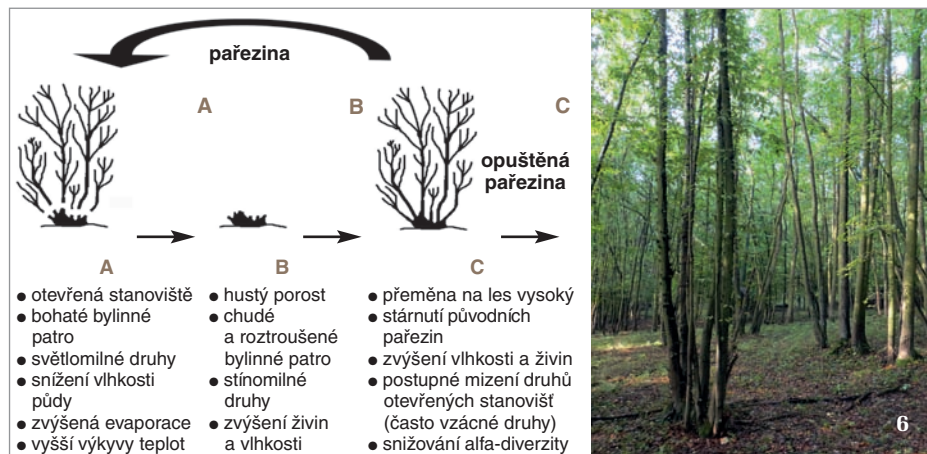 pařezina
A B C
opuštěná
pařezina
A
● otevřená stanoviště
● bohaté bylinné
patro
● světlomilné druhy
● snížení vlhkosti
půdy
● zvýšená evaporace
● vyšší výkyvy teplot
B
● hustý porost
● chudé
a roztroušené
bylinné patro
● stínomilné
druhy
● zvýšení živin
a vlhkosti
C
● přeměna na les vysoký
● stárnutí původních
pařezin
● zvýšení vlhkosti a živin
● postupné mizení druhů
otevřených stanovišť
(často vzácné druhy)
● snižování alfa-diverzity
6